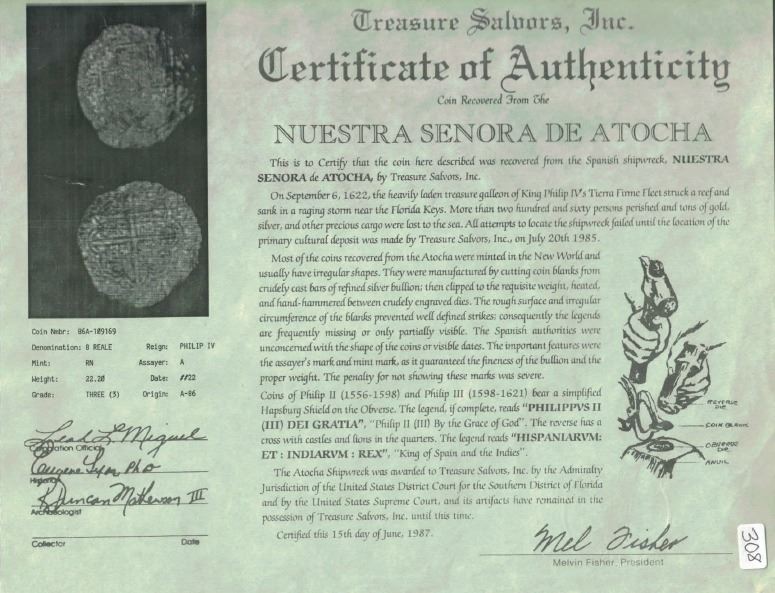 Treasure Salvors, Inc.
Certificate of Authenticity
Coin Recovered From The
NUESTRA SENORA DE ATOCHA
This is to Certify that the coin here described was recovered from the Spanish shipwreck, NUESTRA
SENORA de ATOCHA, by Treasure Salvors, Inc.
On September 6, 1622, the heavily laden treasure galleon of King Philip IV's Tierra Firme Fleet struck a reef and
sank in a raging storm near the Florida Keys. More than two hundred and sixty persons perished and tons of gold,
silver, and other precious cargo were lost to the sea. All attempts to locate the shipwreck failed until the location of the
primary cultural deposit was made by Treasure Salvors, Inc., on July 20th 1985.
Most of the coins recovered from the Atocha were minted in the New World and
usually have irregular shapes. They were manufactured by cutting coin blanks from
crudely cast bars of refined silver bullion; then clipped to the requisite weight, heated,
and hand-hammered between crudely engraved dies. The rough surface and irregular
circumference of the blanks prevented well defined strikes; consequently the legends
are frequently missing or only partially visible. The Spanish authorities were
unconcerned with the shape of the coins or visible dates. The important features were
the assayer's mark and mint mark, as it guaranteed the fineness of the bullion and the
proper weight. The penalty for not showing these marks was severe.
Coins of Philip II (1556-1598) and Philip III (1598-1621) bear a simplified
Hapsburg Shield on the Obverse. The legend, if complete, reads "PHILIPPVS II
(III) DEI GRATIA", "Philip II (III) By the Grace of God". The reverse has a
cross with castles and lions in the quarters. The legend reads "HISPANIARVM:
ET : INDIARVM : REX", "King of Spain and the Indies".
The Atocha Shipwreck was awarded to Treasure Salvors, Inc. by the Admiralty
Jurisdiction of the United States District Court for the Southern District of Florida
and by the United States Supreme Court, and its artifacts have remained in the
possession of Treasure Salvors, Inc. until this time.
Certified this 15th day of June, 1987.
Mel Fisher
Melvin Fisher, President
Coin Nmbr: 86A-109169
Denomination: 8 REALE Reign: PHILIP IV
Mint: RN Assayer: A
Weight: 22.20 Date: ##22
Grade: THREE (3) Origin: A-86
Leah L Miguel
Official
Eugene Lyon PhD
R Duncan Mathewson III
Archaeologist
Collector Date
REVERSE DIE
COIN BLANK
OBVERSE DIE
ANVIL
308